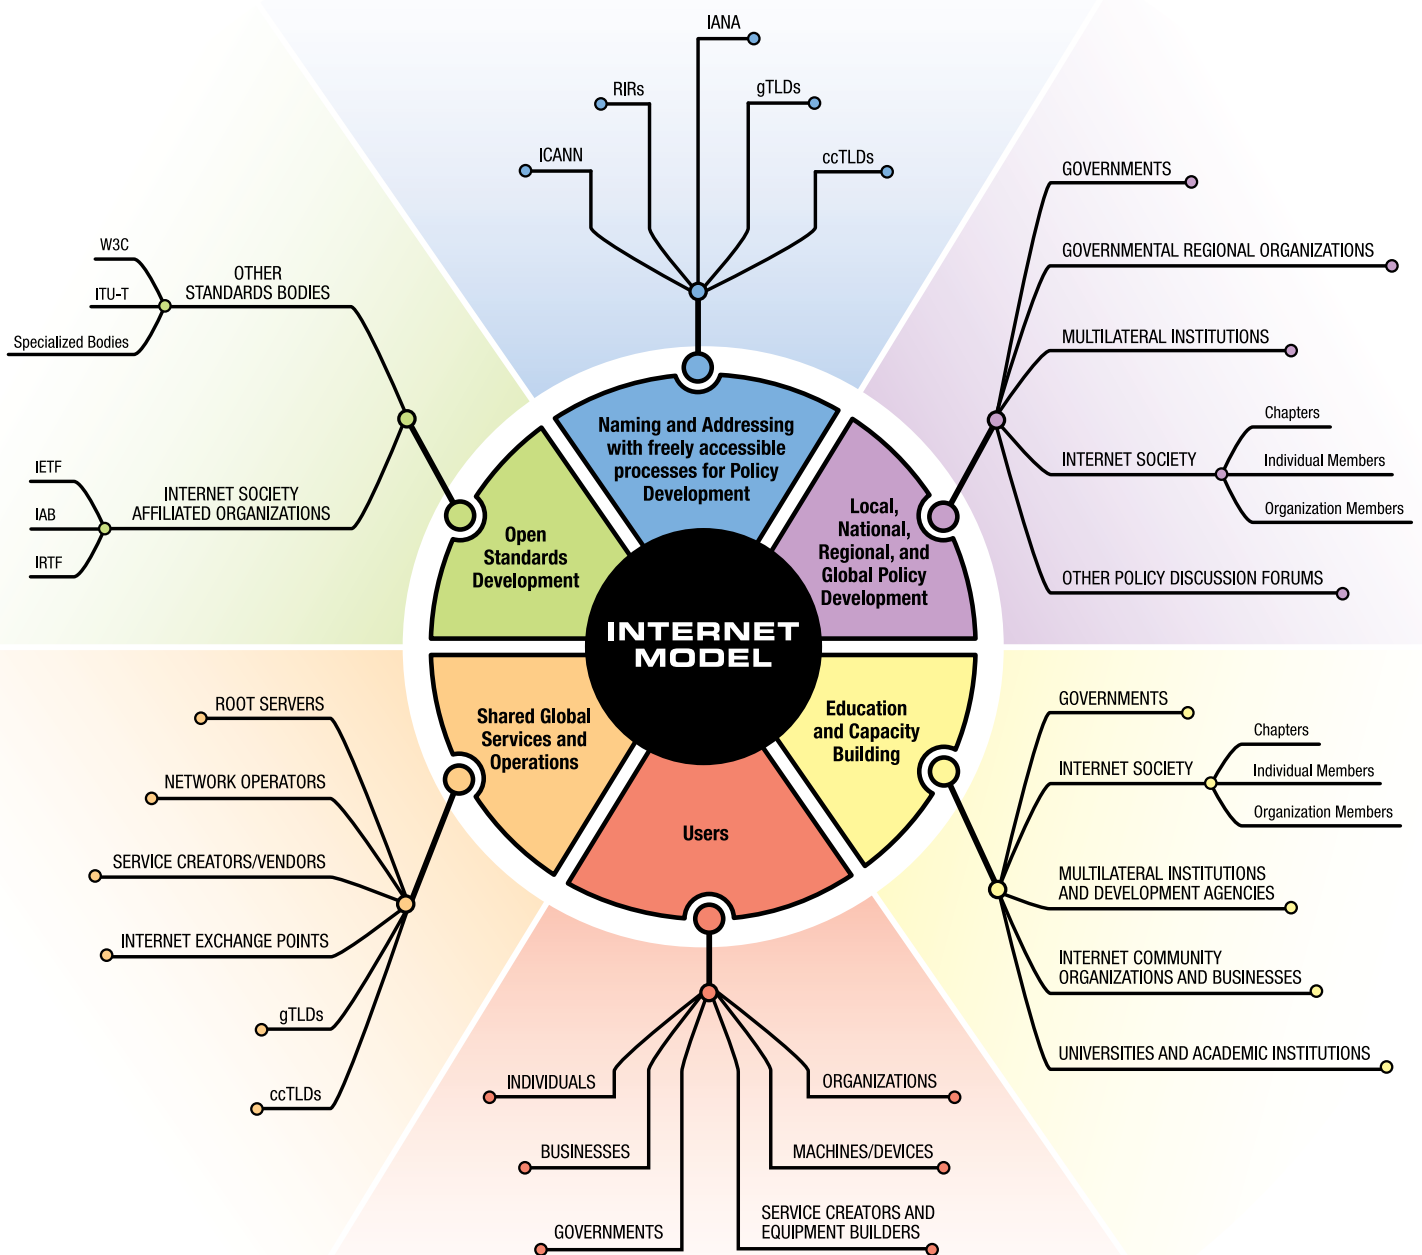 IANA
RIRs
gTLDs
ICANN
ccTLDs
W3C
ITU-T
Specialized Bodies
OTHER
STANDARDS BODIES
IETF
IAB
IRTF
INTERNET SOCIETY
AFFILIATED ORGANIZATIONS
GOVERNMENTS
GOVERNMENTAL REGIONAL ORGANIZATIONS
MULTILATERAL INSTITUTIONS
INTERNET SOCIETY
Chapters
Individual Members
Organization Members
OTHER POLICY DISCUSSION FORUMS
Naming and Addressing
with freely accessible
processes for Policy
Development
Open
Standards
Development
Local,
National,
Regional, and
Global Policy
Development
INTERNET
MODEL
Shared Global
Services and
Operations
Education
and Capacity
Building
Users
ROOT SERVERS
NETWORK OPERATORS
SERVICE CREATORS/VENDORS
INTERNET EXCHANGE POINTS
gTLDs
ccTLDs
GOVERNMENTS
INTERNET SOCIETY
Chapters
Individual Members
Organization Members
MULTILATERAL INSTITUTIONS
AND DEVELOPMENT AGENCIES
INTERNET COMMUNITY
ORGANIZATIONS AND BUSINESSES
UNIVERSITIES AND ACADEMIC INSTITUTIONS
INDIVIDUALS
BUSINESSES
GOVERNMENTS
ORGANIZATIONS
MACHINES/DEVICES
SERVICE CREATORS AND
EQUIPMENT BUILDERS